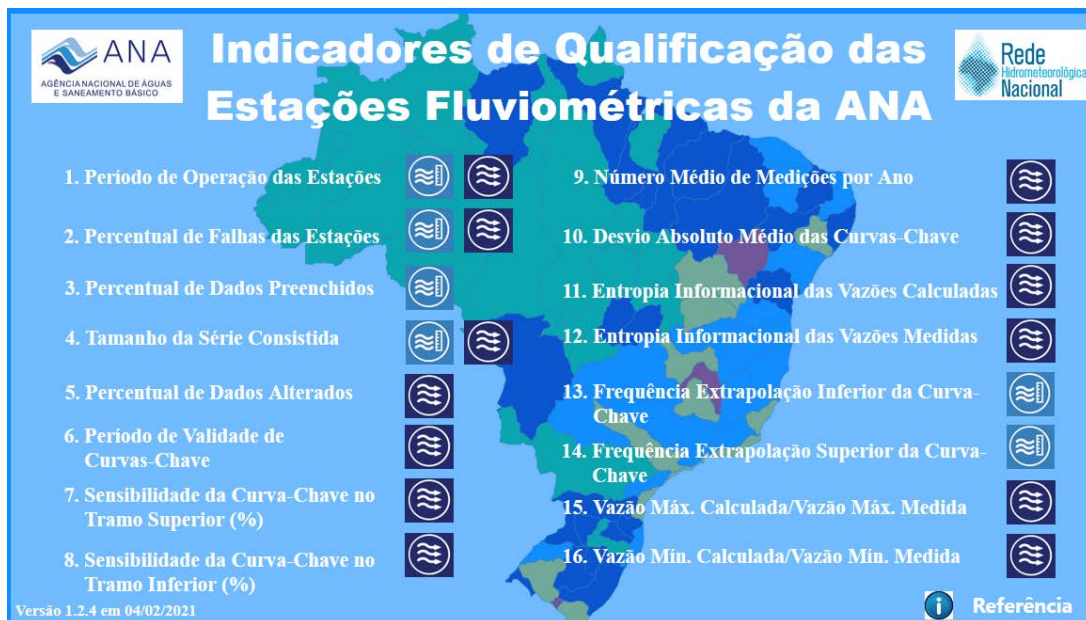 ANA
AGÊNCIA NACIONAL DE ÁGUAS
E SANEAMENTO BÁSICO
Indicadores de Qualificação das
Estações Fluviométricas da ANA
Rede
Hidrometeorológica
Nacional
1. Período de Operação das Estações
2. Percentual de Falhas das Estações
3. Percentual de Dados Preenchidos
4. Tamanho da Série Consistida
5. Percentual de Dados Alterados
6. Período de Validade de
Curvas-Chave
7. Sensibilidade da Curva-Chave no
Tramo Superior (%)
8. Sensibilidade da Curva-Chave no
Tramo Inferior (%)
9. Número Médio de Medições por Ano
10. Desvio Absoluto Médio das Curvas-Chave
11. Entropia Informacional das Vazões Calculadas
12. Entropia Informacional das Vazões Medidas
13. Frequência Extrapolação Inferior da Curva-
Chave
14. Frequência Extrapolação Superior da Curva-
Chave
15. Vazão Máx. Calculada/Vazão Máx. Medida
16. Vazão Mín. Calculada/Vazão Mín. Medida
Versão 1.2.4 em 04/02/2021
i Referência